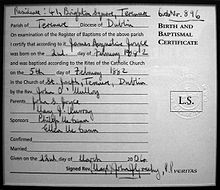 Residence 41 Brighton Square, Terenure
Parish of Terenure Diocese of Dublin
On examination of the Register of Baptisms of the above parish
I certify that according to it James Augustine Joyce
was born on the 2nd day of February 1882
and was baptised according to the Rites of the Catholic Church
on the 5th day of February 1882
in the Church of St. Joseph, Terenure, Dublin
by the Rev. John O' Mulloy
Parents John S. Joyce
Mary J. Murray
Sponsors Philip McCann
Ellen McCann
Confirmed
Married
Given on the 22nd day of March
Signed Rev. P.P.
No. 896
BIRTH AND
BAPTISMAL
CERTIFICATE
L.S.